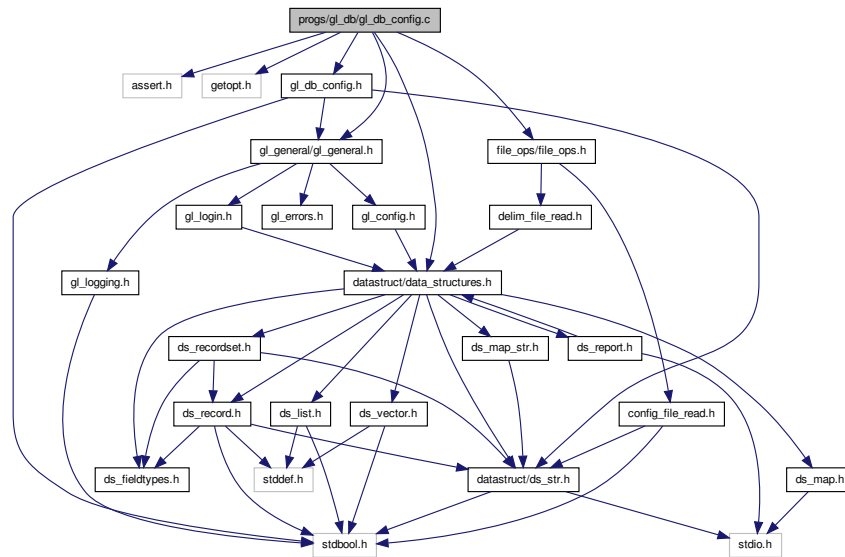 progs/gl_db/gl_db_config.c
assert.h
getopt.h
gl_db_config.h
gl_general/gl_general.h
file_ops/file_ops.h
gl_login.h
gl_errors.h
gl_config.h
delim_file_read.h
gl_logging.h
datastruct/data_structures.h
ds_recordset.h
ds_map_str.h
ds_report.h
ds_record.h
ds_list.h
ds_vector.h
config_file_read.h
ds_fieldtypes.h
stddef.h
datastruct/ds_str.h
ds_map.h
stdbool.h
stdio.h